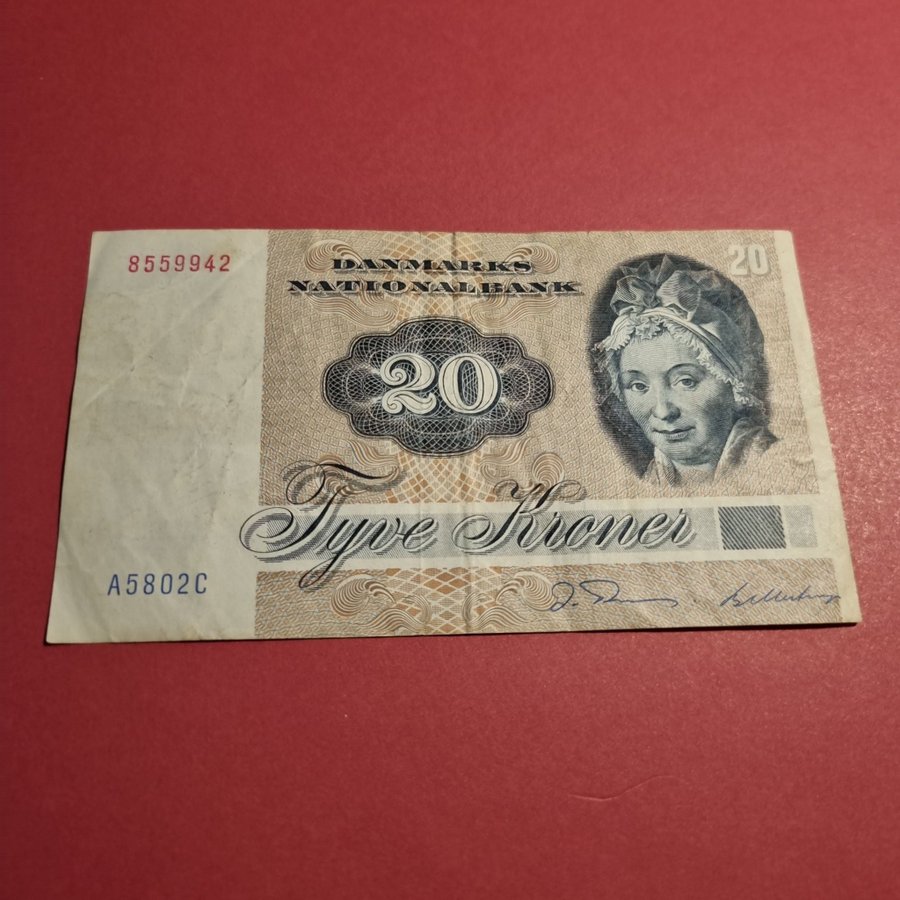 8559942
DANMARKS
NATIONALBANK
20
20
Tyve Kroner
A5802C